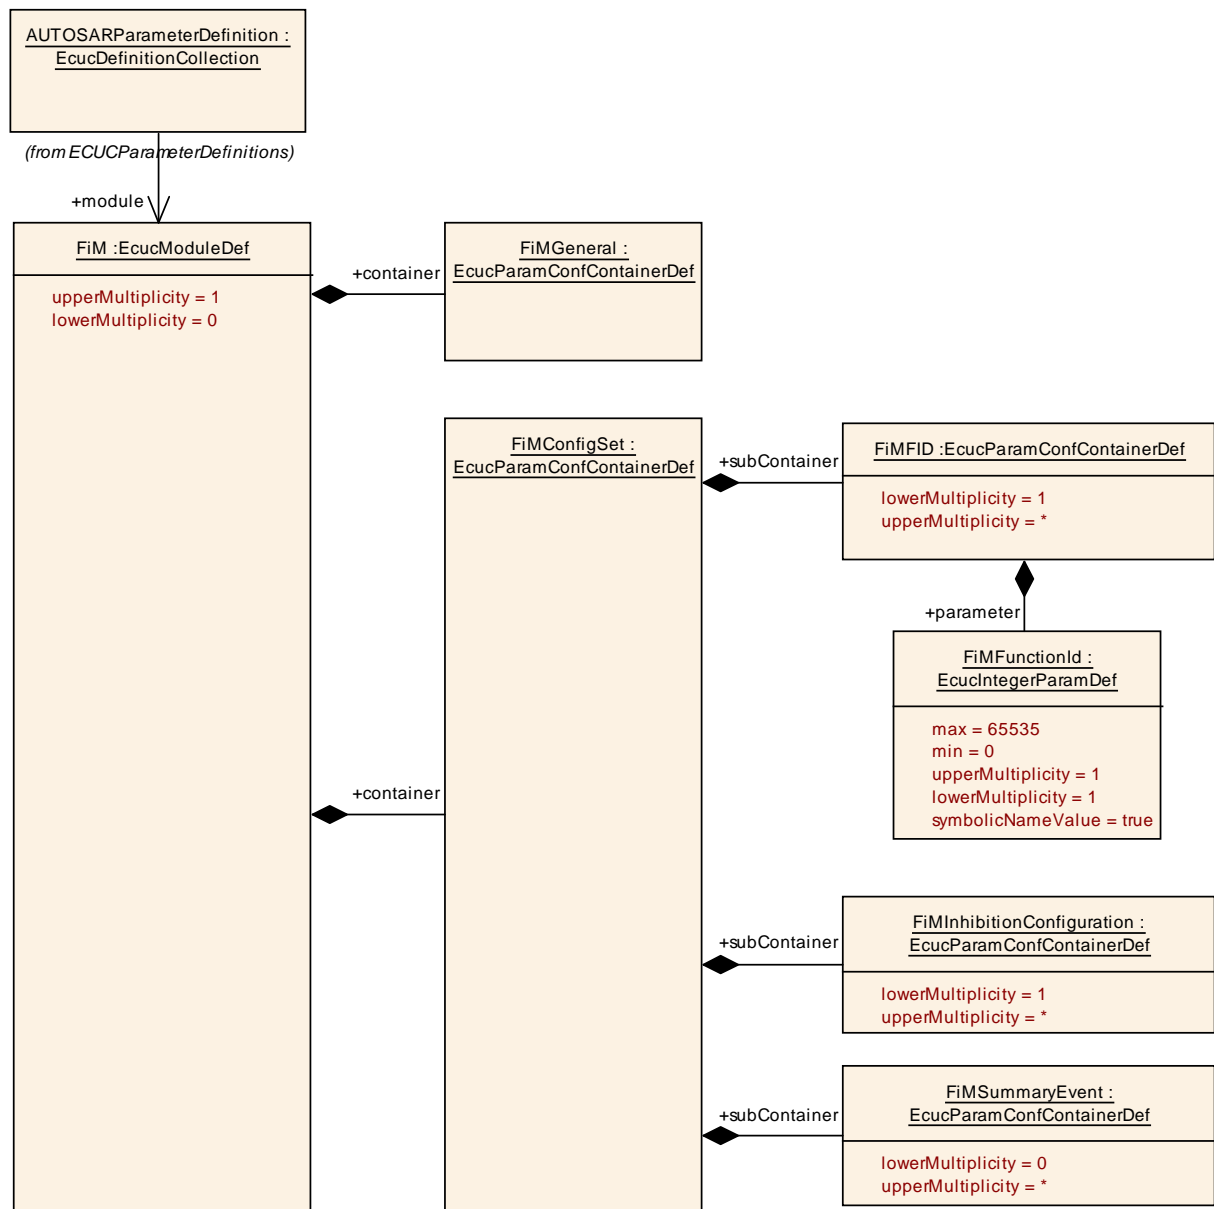 AUTOSARParameterDefinition :
EcucDefinitionCollection
(from ECUCParameterDefinitions)
+module
FiM :EcucModuleDef
upperMultiplicity = 1
lowerMultiplicity = 0
+container
FiMGeneral :
EcucParamConfContainerDef
FiMConfigSet :
EcucParamConfContainerDef
+subContainer
FiMFID :EcucParamConfContainerDef
lowerMultiplicity = 1
upperMultiplicity = *
+parameter
FiMFunctionId :
EcucIntegerParamDef
max = 65535
min = 0
upperMultiplicity = 1
lowerMultiplicity = 1
symbolicNameValue = true
+container
+subContainer
FiMInhibitionConfiguration :
EcucParamConfContainerDef
lowerMultiplicity = 1
upperMultiplicity = *
+subContainer
FiMSummaryEvent :
EcucParamConfContainerDef
lowerMultiplicity = 0
upperMultiplicity = *